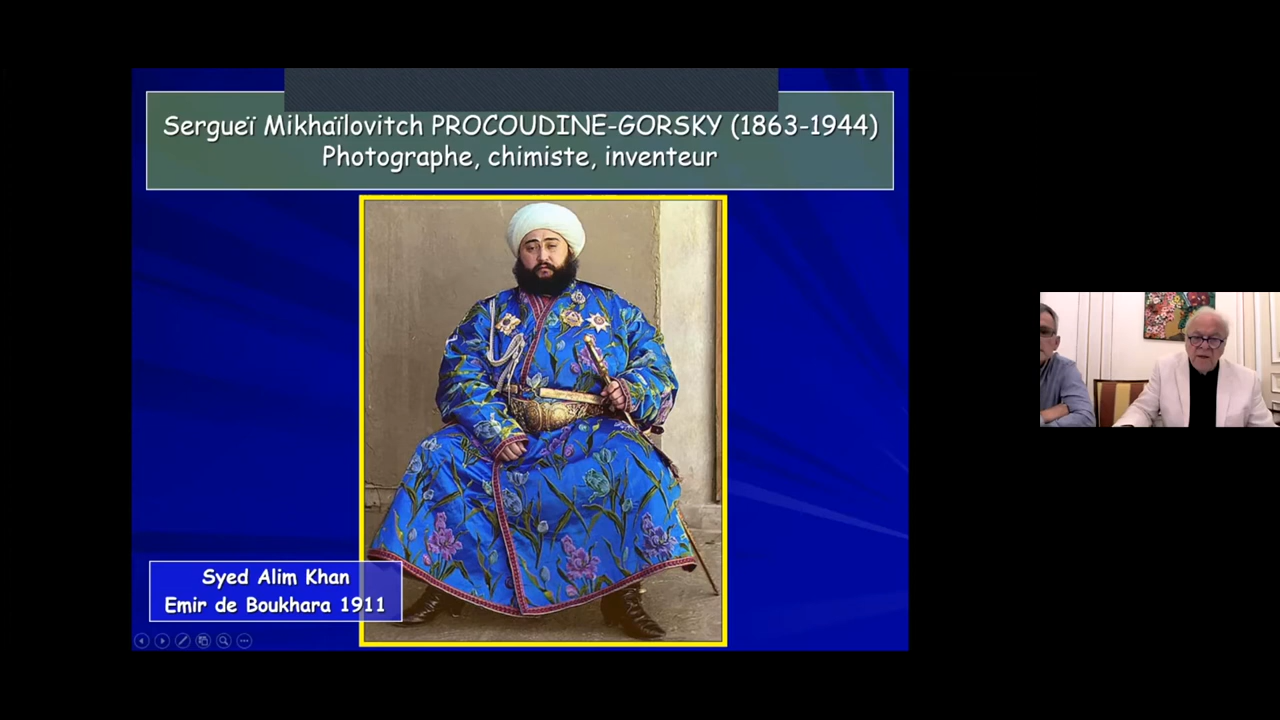 Sergueï Mikhaïlovitch PROCOUDINE-GORSKY (1863-1944)
Photographe, chimiste, inventeur
Syed Alim Khan
Emir de Boukhara 1911